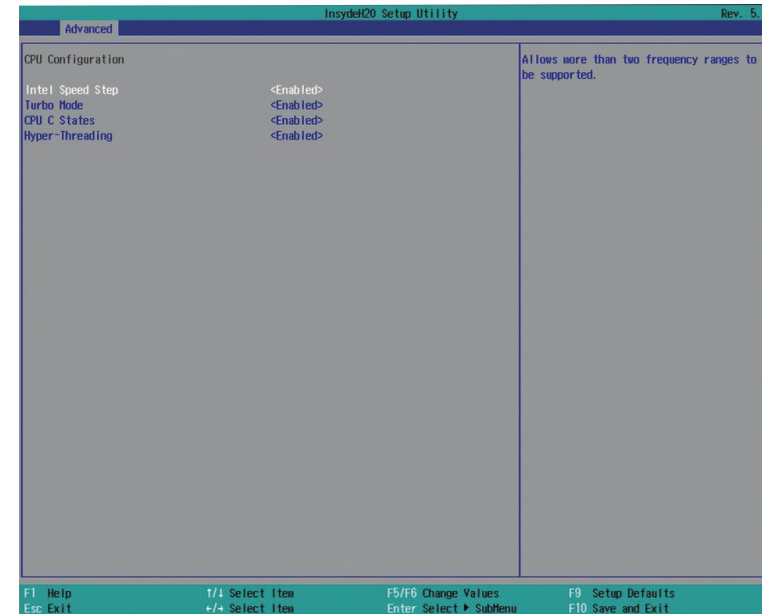 InsydeH20 Setup Utility Rev. 5.
Advanced
CPU Configuration
Intel Speed Step <Enabled>
Turbo Mode <Enabled>
CPU C States <Enabled>
Hyper-Threading <Enabled>
Allows more than two frequency ranges to
be supported.
F1 Help ↑/↓ Select Item F5/F6 Change Values F9 Setup Defaults
Esc Exit ←/→ Select Item Enter Select ▶ SubMenu F10 Save and Exit